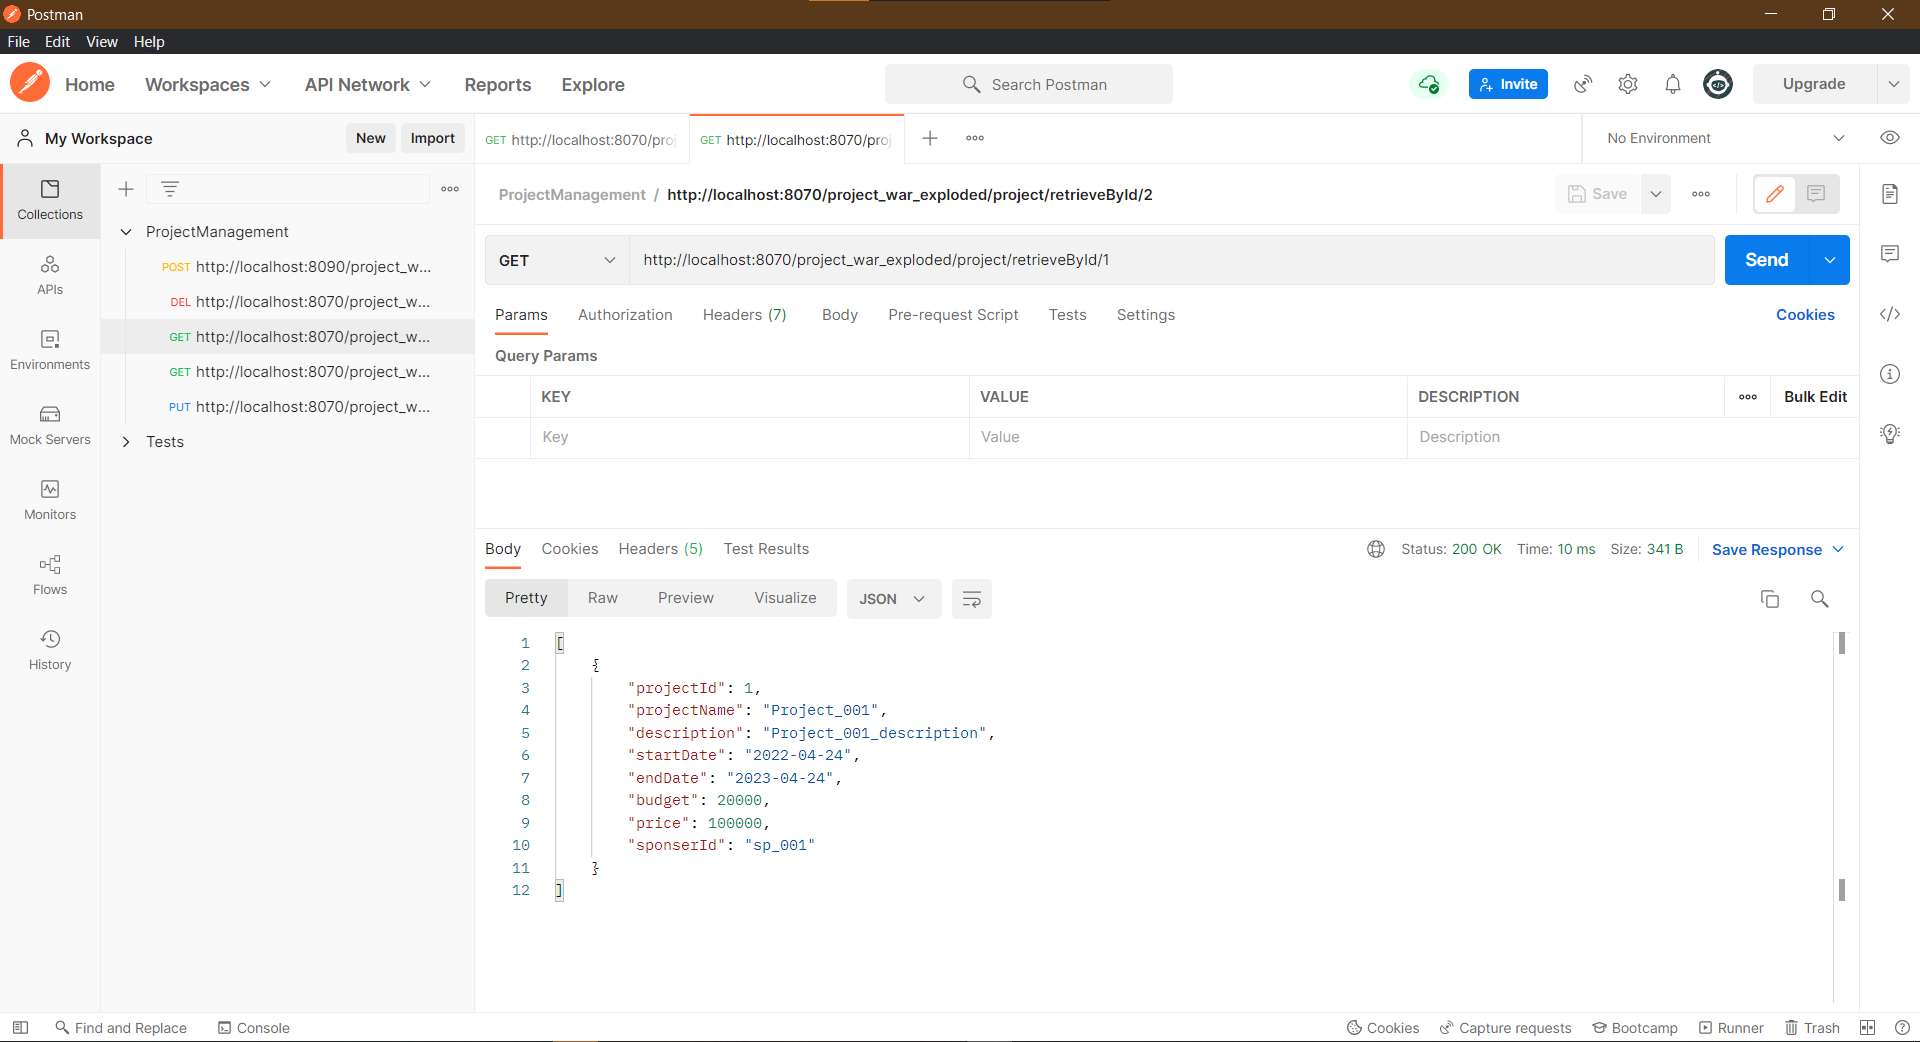 Postman
File Edit View Help
Home Workspaces API Network Reports Explore Search Postman Invite Upgrade
My Workspace New Import
GET http://localhost:8070/proj GET http://localhost:8070/proj No Environment
Collections
APIs
Environments
Mock Servers
Monitors
Flows
History
ProjectManagement
POST http://localhost:8090/project_w...
DEL http://localhost:8070/project_w...
GET http://localhost:8070/project_w...
GET http://localhost:8070/project_w...
PUT http://localhost:8070/project_w...
Tests
ProjectManagement / http://localhost:8070/project_war_exploded/project/retrieveById/2 Save
GET http://localhost:8070/project_war_exploded/project/retrieveById/1 Send
Params Authorization Headers (7) Body Pre-request Script Tests Settings Cookies
Query Params
KEY VALUE DESCRIPTION Bulk Edit
Key Value Description
Body Cookies Headers (5) Test Results Status: 200 OK Time: 10 ms Size: 341 B Save Response
Pretty Raw Preview Visualize JSON
1 [
2 {
3 "projectId": 1,
4 "projectName": "Project_001",
5 "description": "Project_001_description",
6 "startDate": "2022-04-24",
7 "endDate": "2023-04-24",
8 "budget": 20000,
9 "price": 100000,
10 "sponserId": "sp_001"
11 }
12 ]
Find and Replace Console Cookies Capture requests Bootcamp Runner Trash